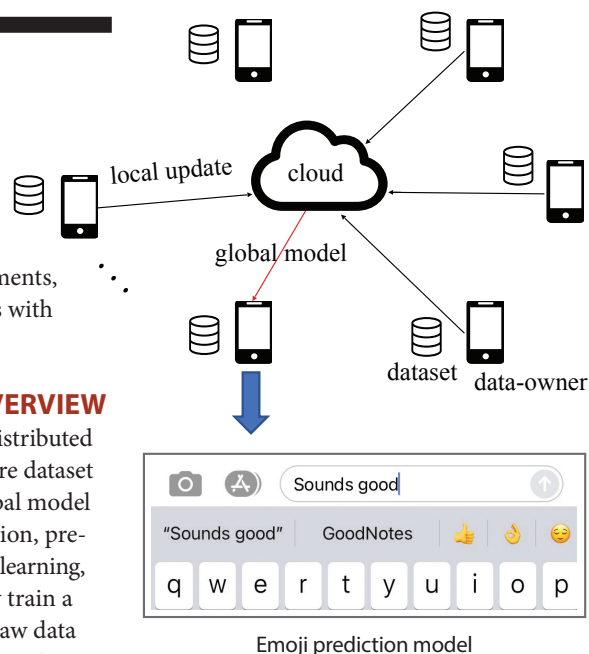 local update
cloud
global model
dataset
data-owner
ments,
s with
VERVIEW
istributed
re dataset
bal model
ion, pre-
learning,
train a
aw data
Sounds good
“Sounds good”
GoodNotes
👍
👌
😌
q w e r t y u i o p
Emoji prediction model